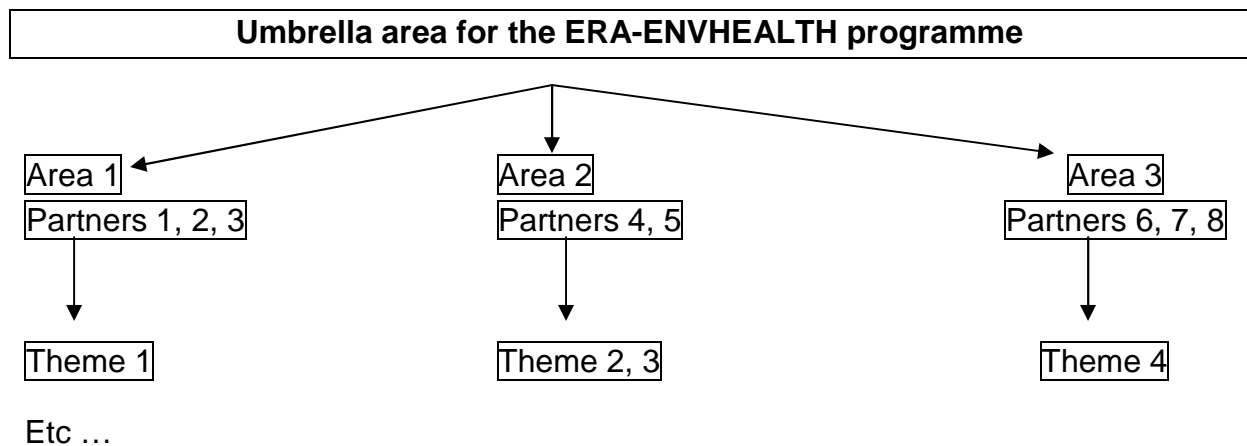 Umbrella area for the ERA-ENVHEALTH programme
Area 1
Area 2
Area 3
Partners 1, 2, 3
Partners 4, 5
Partners 6, 7, 8
Theme 1
Theme 2, 3
Theme 4
Etc …